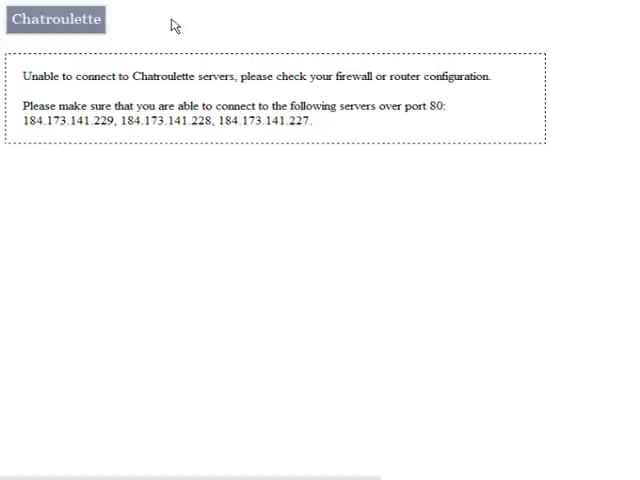 Chatroulette
Unable to connect to Chatroulette servers, please check your firewall or router configuration.
Please make sure that you are able to connect to the following servers over port 80:
184.173.141.229, 184.173.141.228, 184.173.141.227.